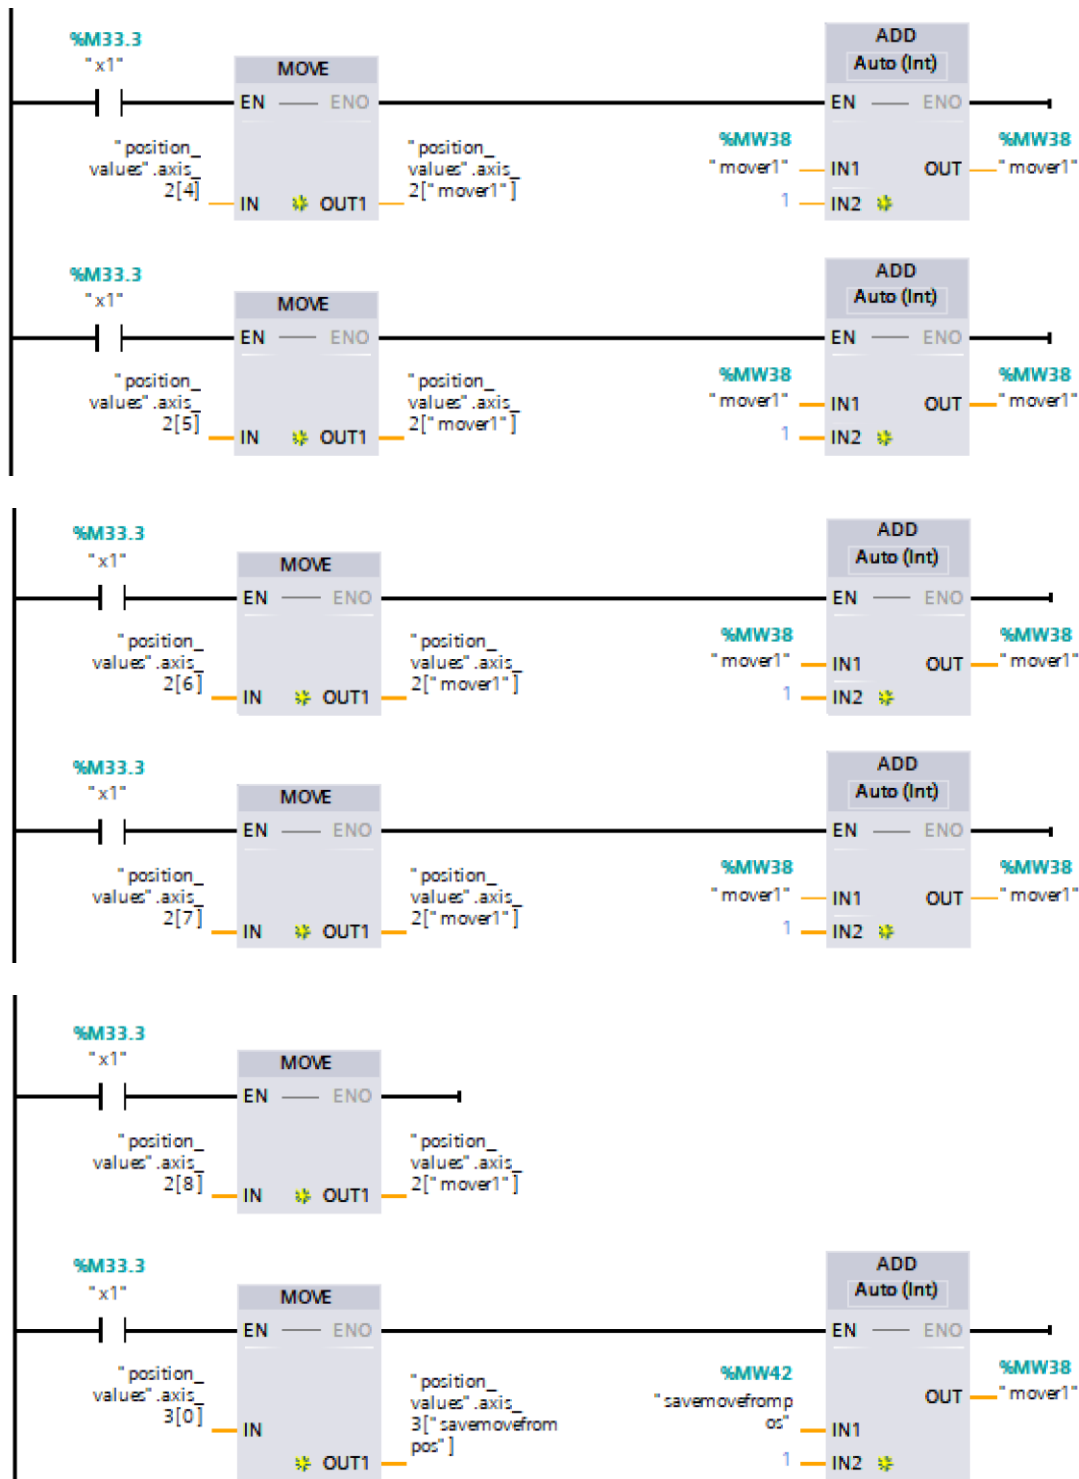 %M33.3
"x1"
MOVE
EN ENO
"position_
values".axis_
2[4]
IN OUT1
"position_
values".axis_
2["mover1"]
ADD
Auto (Int)
EN ENO
%MW38
"mover1"
IN1
1
IN2
OUT
%MW38
"mover1"
%M33.3
"x1"
MOVE
EN ENO
"position_
values".axis_
2[5]
IN OUT1
"position_
values".axis_
2["mover1"]
ADD
Auto (Int)
EN ENO
%MW38
"mover1"
IN1
1
IN2
OUT
%MW38
"mover1"
%M33.3
"x1"
MOVE
EN ENO
"position_
values".axis_
2[6]
IN OUT1
"position_
values".axis_
2["mover1"]
ADD
Auto (Int)
EN ENO
%MW38
"mover1"
IN1
1
IN2
OUT
%MW38
"mover1"
%M33.3
"x1"
MOVE
EN ENO
"position_
values".axis_
2[7]
IN OUT1
"position_
values".axis_
2["mover1"]
ADD
Auto (Int)
EN ENO
%MW38
"mover1"
IN1
1
IN2
OUT
%MW38
"mover1"
%M33.3
"x1"
MOVE
EN ENO
"position_
values".axis_
2[8]
IN OUT1
"position_
values".axis_
2["mover1"]
%M33.3
"x1"
MOVE
EN ENO
"position_
values".axis_
3[0]
IN
OUT1
"position_
values".axis_
3["savemovefrom
pos"]
ADD
Auto (Int)
EN ENO
%MW42
"savemovefromp
os"
IN1
1
IN2
OUT
%MW38
"mover1"